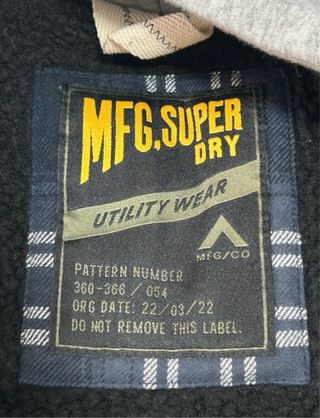 MFG, SUPER
DRY
UTILITY WEAR
MFG/CO
PATTERN NUMBER
360-366 / 054
ORG DATE: 22/03/22
DO NOT REMOVE THIS LABEL.